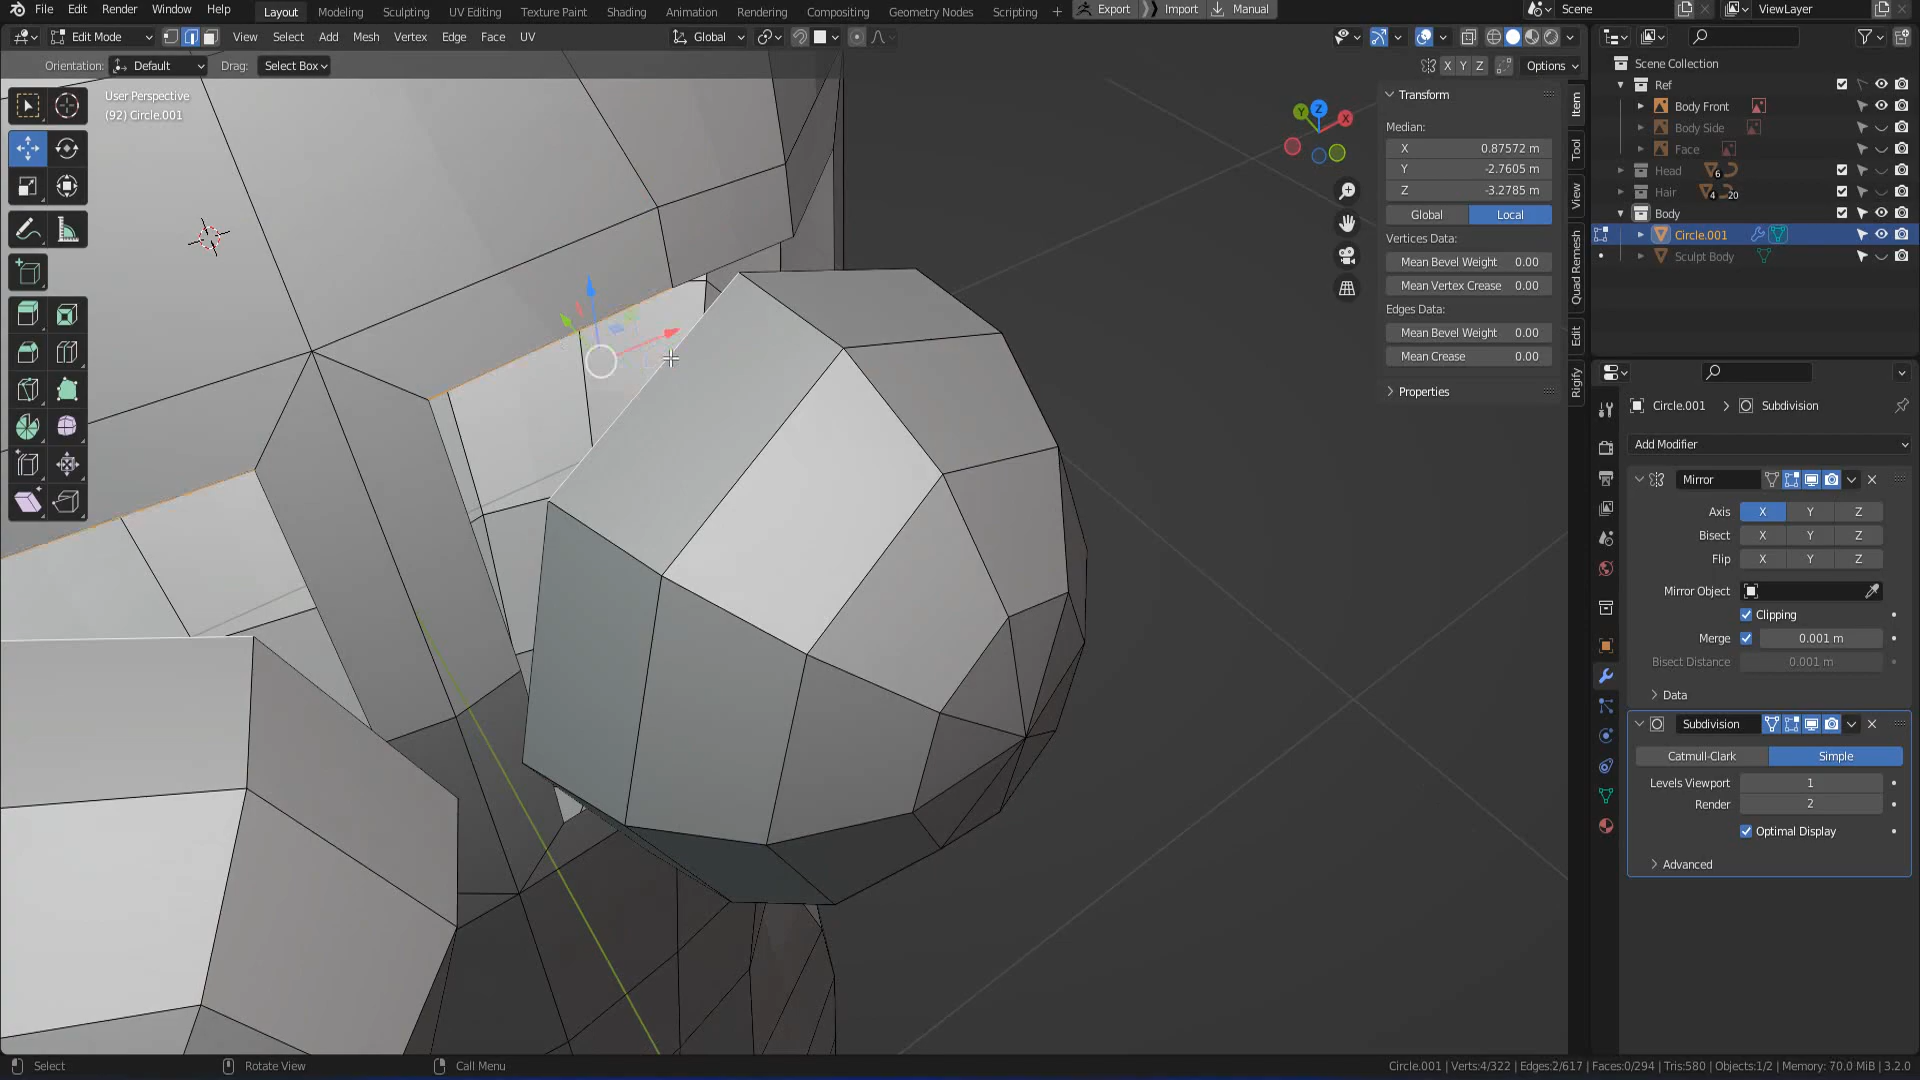 File Edit Render Window Help Layout Modeling Sculpting UV Editing Texture Paint Shading Animation Rendering Compositing Geometry Nodes Scripting + Export Import Manual Scene ViewLayer
Edit Mode View Select Add Mesh Vertex Edge Face UV Global
Orientation: Default Drag: Select Box X Y Z Options
User Perspective
(92) Circle.001
Z
Y
X
Transform
Median:
X 0.87572 m
Y -2.7605 m
Z -3.2785 m
Global Local
Vertices Data:
Mean Bevel Weight 0.00
Mean Vertex Crease 0.00
Edges Data:
Mean Bevel Weight 0.00
Mean Crease 0.00
Properties
Item
Tool
View
Quad Remesh
Edit
Rigify
Scene Collection
Ref
Body Front
Body Side
Face
Head 6
Hair 4 20
Body
Circle.001
Sculpt Body
Circle.001 Subdivision
Add Modifier
Mirror
Axis X Y Z
Bisect X Y Z
Flip X Y Z
Mirror Object
Clipping
Merge 0.001 m
Bisect Distance 0.001 m
Data
Subdivision
Catmull-Clark Simple
Levels Viewport 1
Render 2
Optimal Display
Advanced
Select Rotate View Call Menu Circle.001 | Verts:4/322 | Edges:2/617 | Faces:0/294 | Tris:580 | Objects:1/2 | Memory: 70.0 MiB | 3.2.0